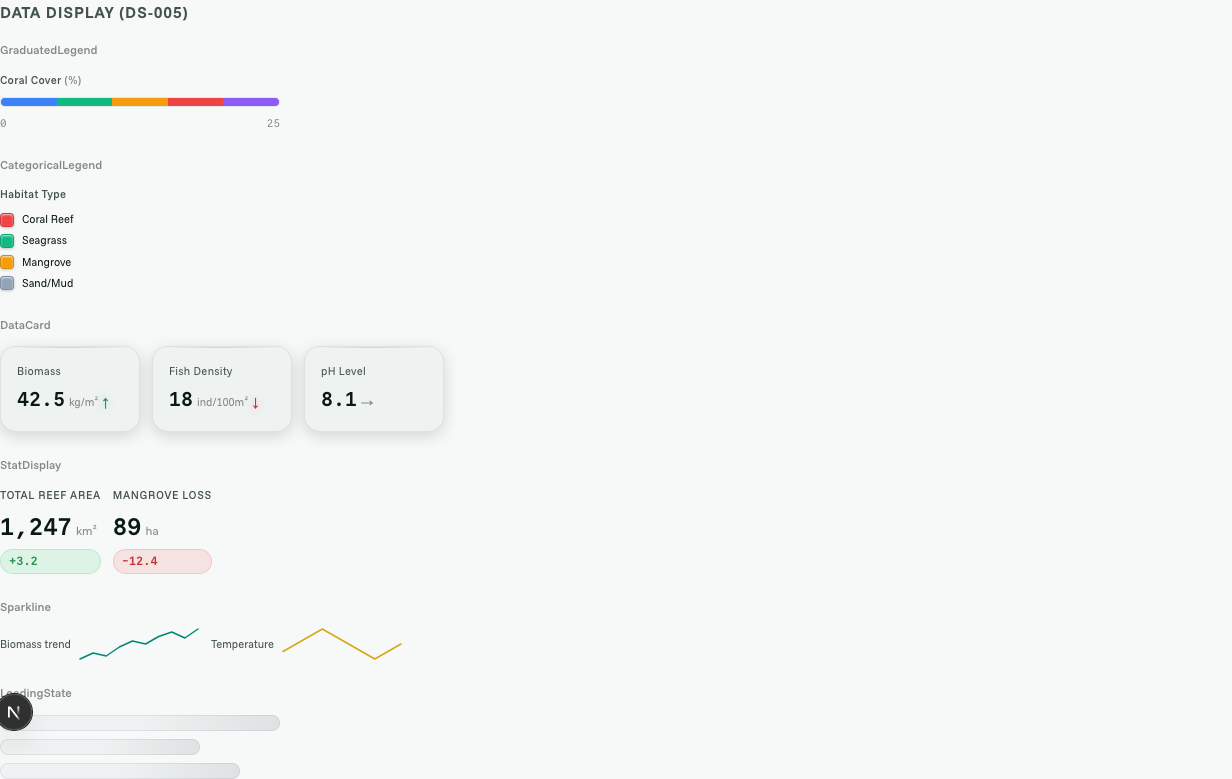 DATA DISPLAY (DS-005)
GraduatedLegend
Coral Cover (%)
0 25
CategoricalLegend
Habitat Type
Coral Reef
Seagrass
Mangrove
Sand/Mud
DataCard
Biomass
42.5 kg/m² ↑
Fish Density
18 ind/100m² ↓
pH Level
8.1 →
StatDisplay
TOTAL REEF AREA MANGROVE LOSS
1,247 km² 89 ha
+3.2 -12.4
Sparkline
Biomass trend Temperature
LoadingState
N